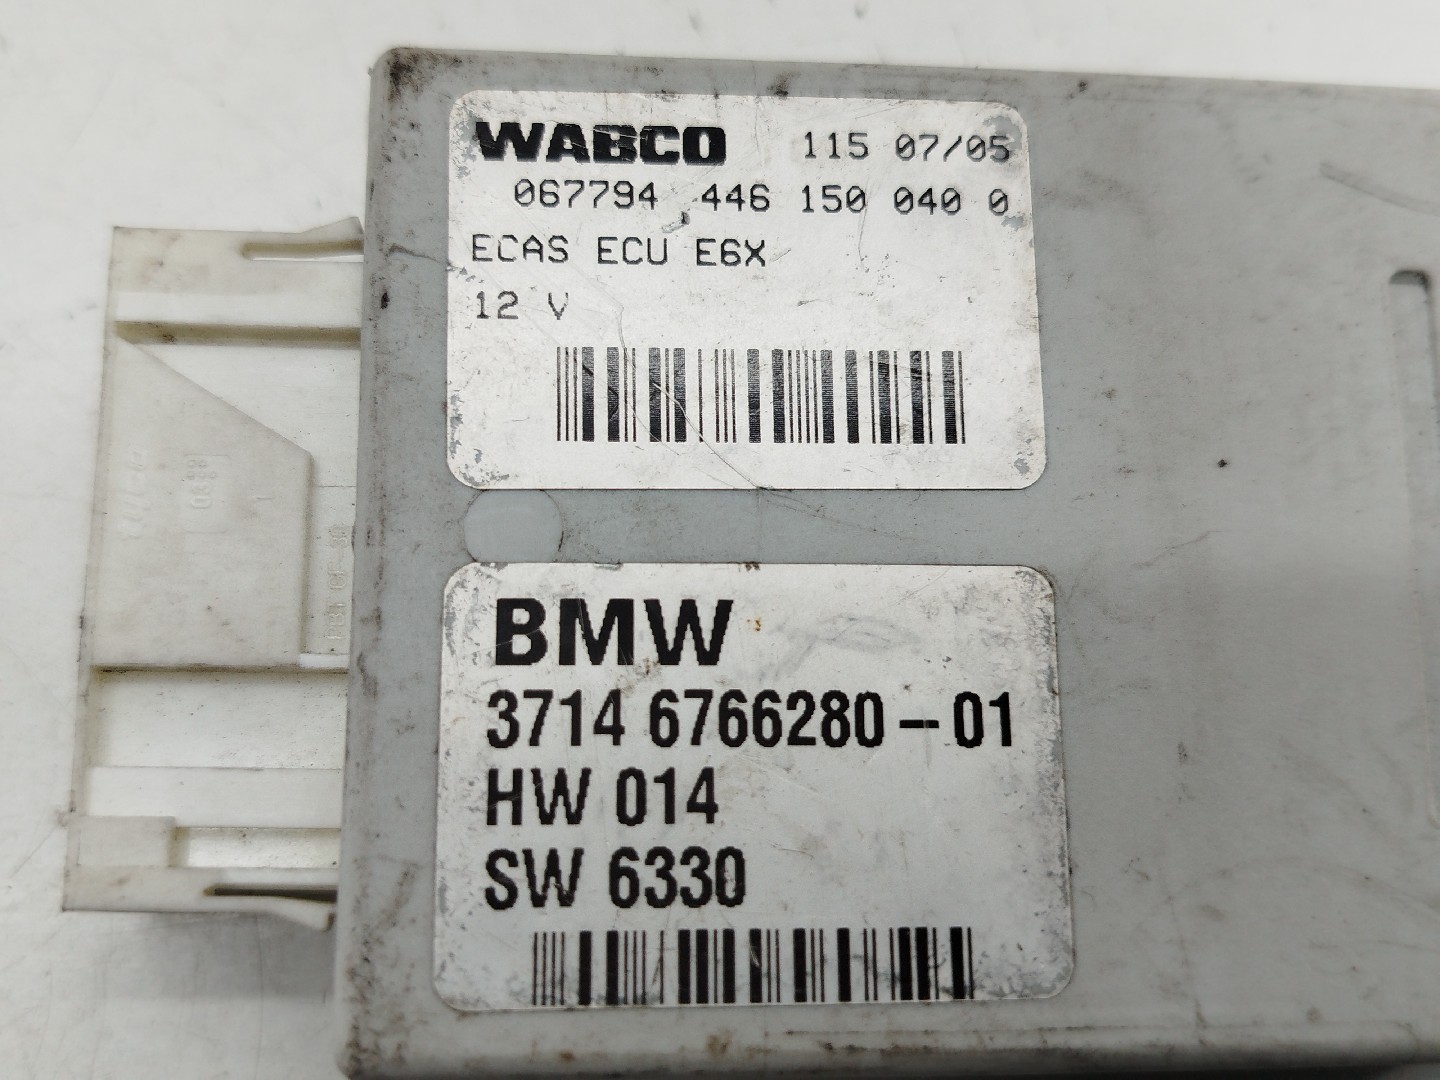 WABCO 115 07/05
067794 446 150 040 0
ECAS ECU E6X
12 V
BMW
3714 6766280-01
HW 014
SW 6330